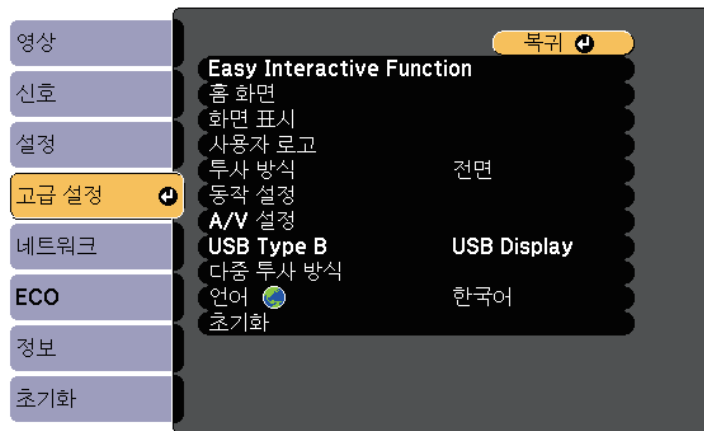 영상
신호
설정
고급 설정
네트워크
ECO
정보
초기화
복귀
Easy Interactive Function
홈 화면
화면 표시
사용자 로고
투사 방식 전면
동작 설정
A/V 설정
USB Type B USB Display
다중 투사 방식
언어 한국어
초기화